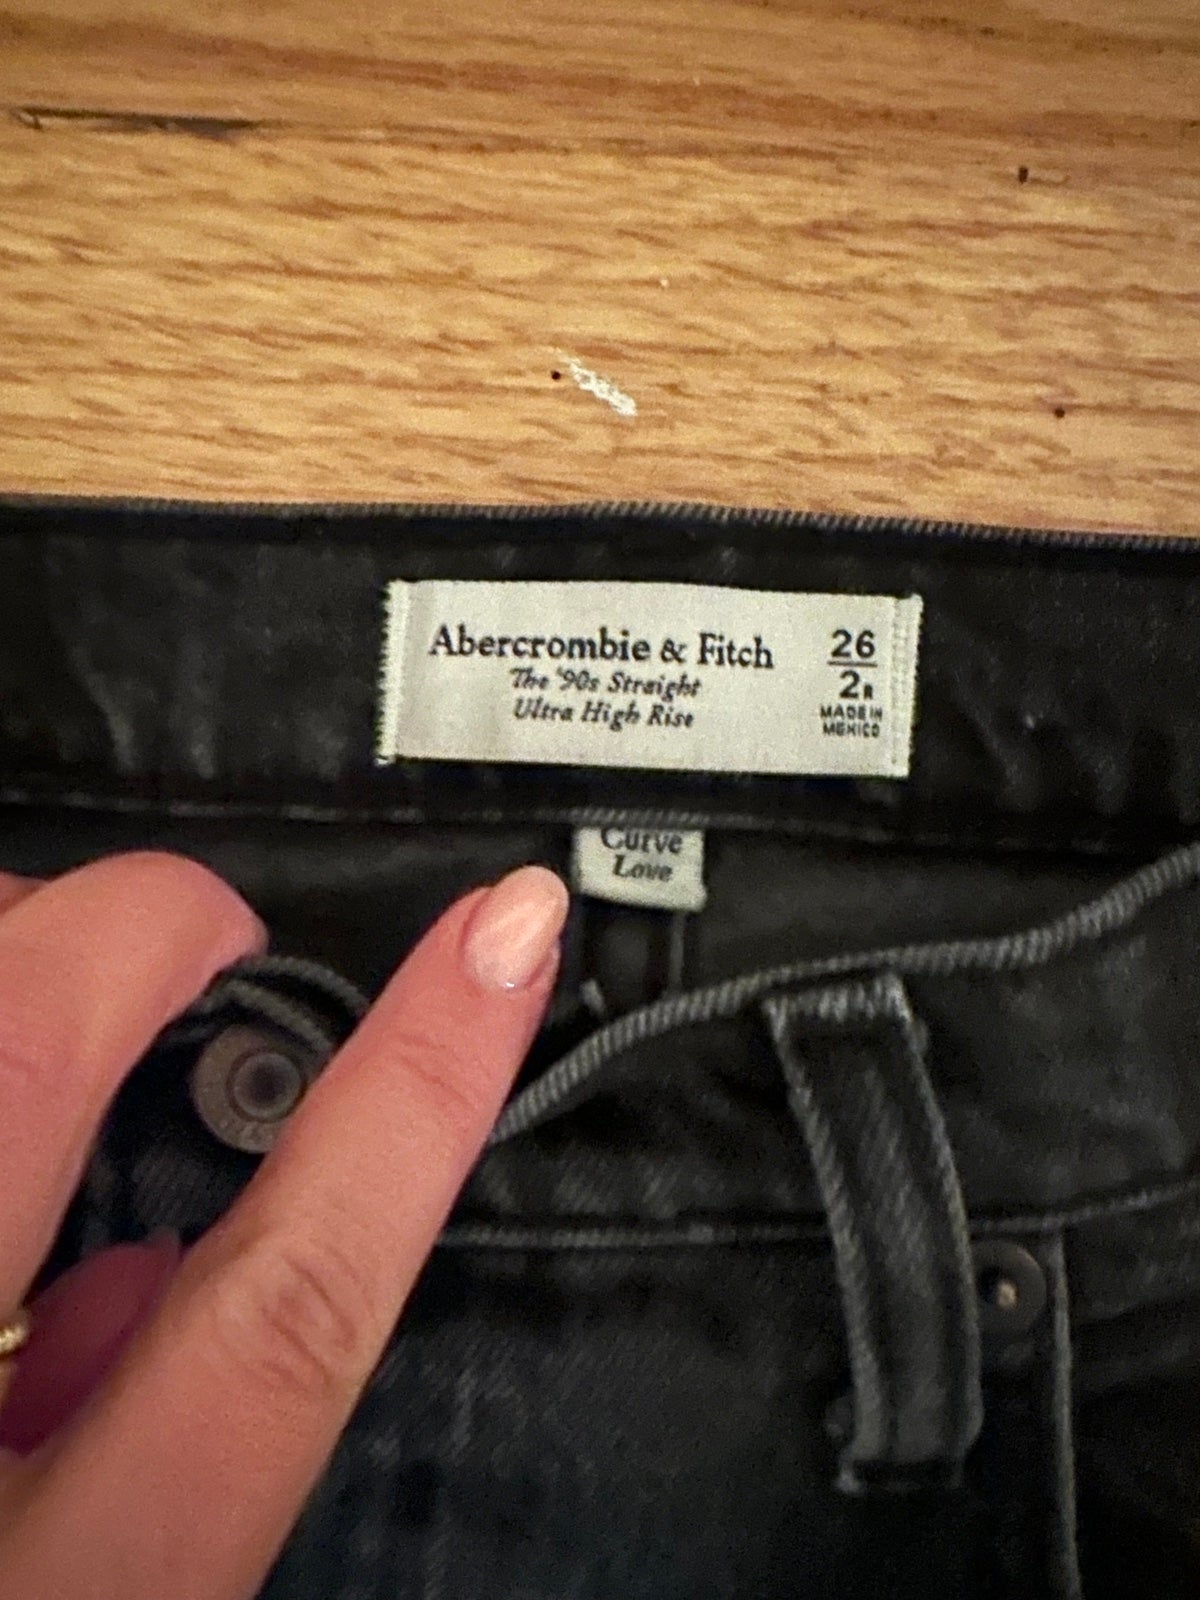 Abercrombie & Fitch
The '90s Straight
Ultra High Rise
26
2R
MADE IN
MEXICO
Curve
Love